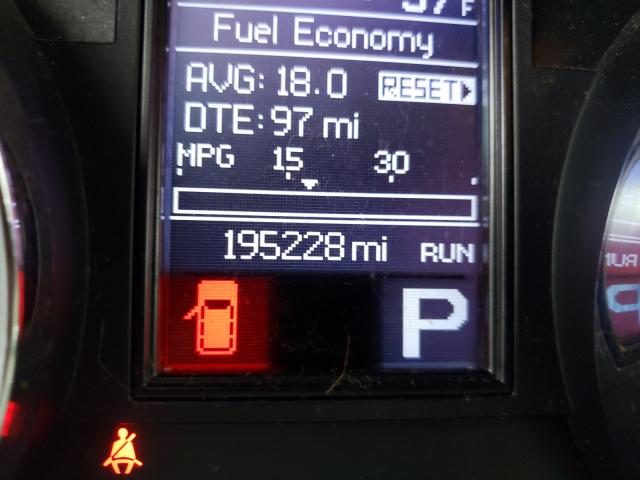 F
Fuel Economy
AVG: 18.0 RESET
DTE: 97 mi
MPG 15 30
195228 mi RUN
P